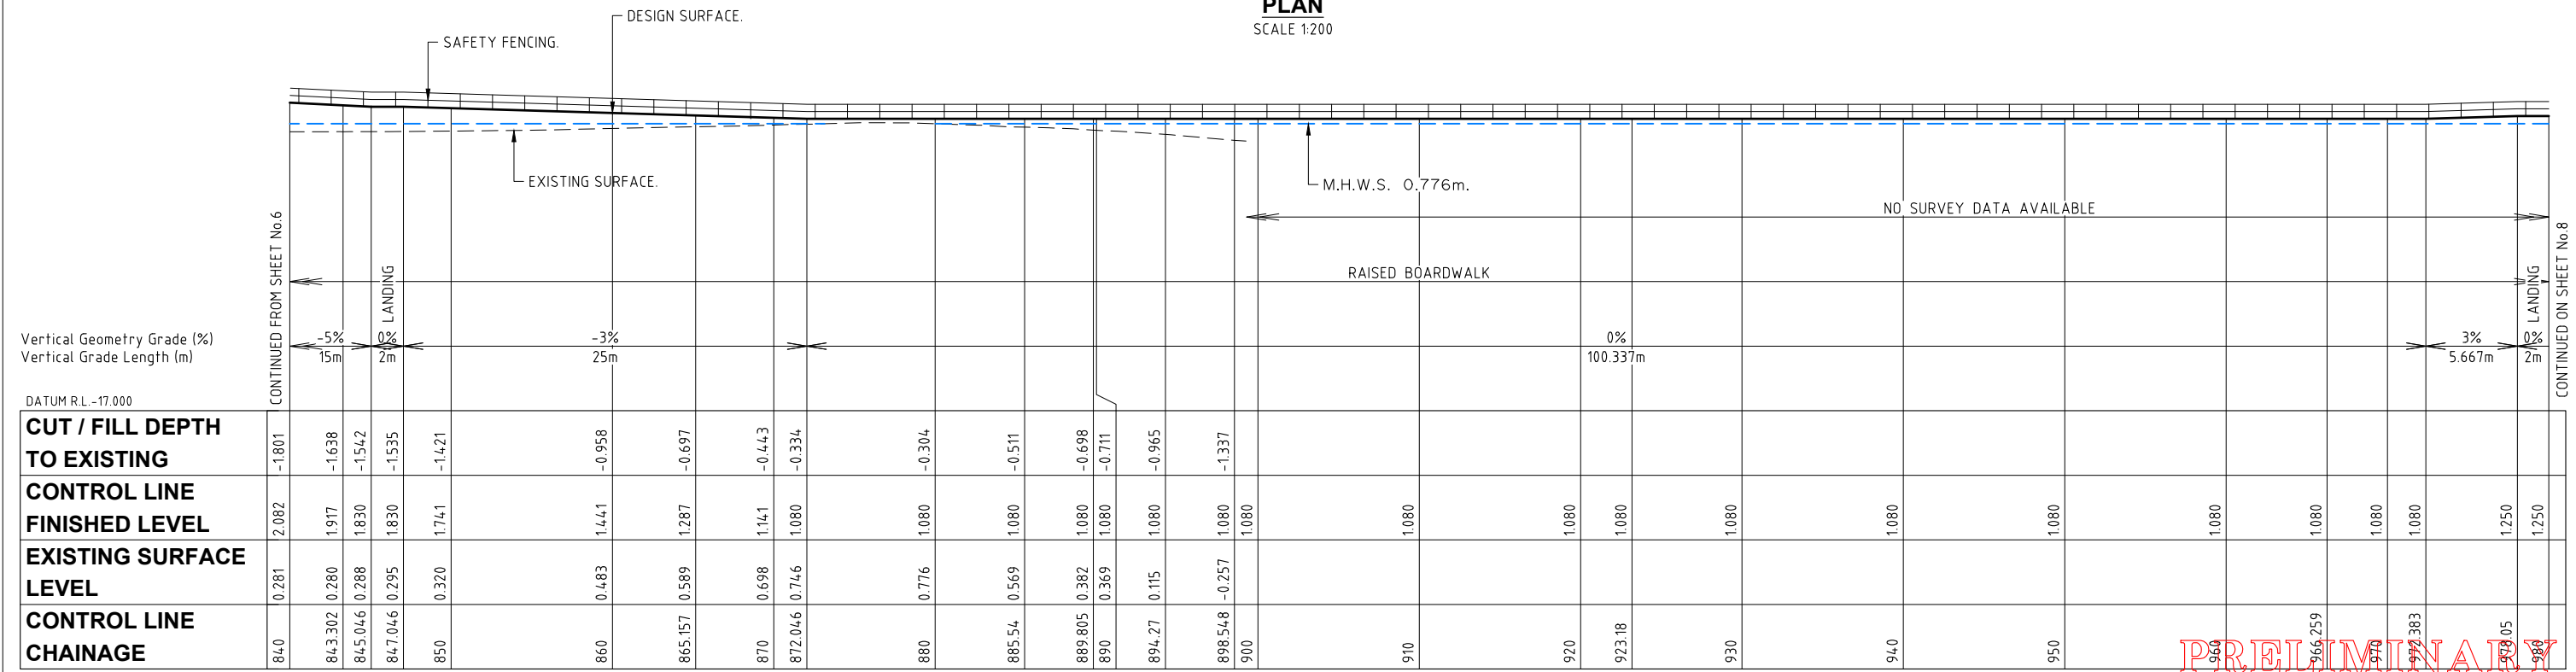 PLAN
SCALE 1:200
DESIGN SURFACE.
SAFETY FENCING.
EXISTING SURFACE.
M.H.W.S. 0.776m.
NO SURVEY DATA AVAILABLE
RAISED BOARDWALK
CONTINUED FROM SHEET No.6
LANDING
LANDING
CONTINUED ON SHEET No.8
Vertical Geometry Grade (%) -5% 0% -3% 0% 3% 0%
Vertical Grade Length (m) 15m 2m 25m 100.337m 5.667m 2m
DATUM R.L.-17.000
CUT / FILL DEPTH
TO EXISTING
-1.801 -1.638 -1.542 -1.535 -1.421 -0.958 -0.697 -0.443 -0.334 -0.304 -0.511 -0.698 -0.711 -0.965 -1.337
CONTROL LINE
FINISHED LEVEL
2.082 1.917 1.830 1.830 1.741 1.441 1.287 1.141 1.080 1.080 1.080 1.080 1.080 1.080 1.080 1.080 1.080 1.080 1.080 1.080 1.080 1.080 1.080 1.080 1.080 1.080 1.250 1.250
EXISTING SURFACE
LEVEL
0.281 0.280 0.288 0.295 0.320 0.483 0.589 0.698 0.746 0.776 0.569 0.382 0.369 0.115 -0.257
CONTROL LINE
CHAINAGE
840 843.302 845.046 847.046 850 860 865.157 870 872.046 880 885.54 889.805 890 894.27 898.548 900 910 920 923.18 930 940 950 960 966.259 970 972.383 978.05 980
PRELIMINARY